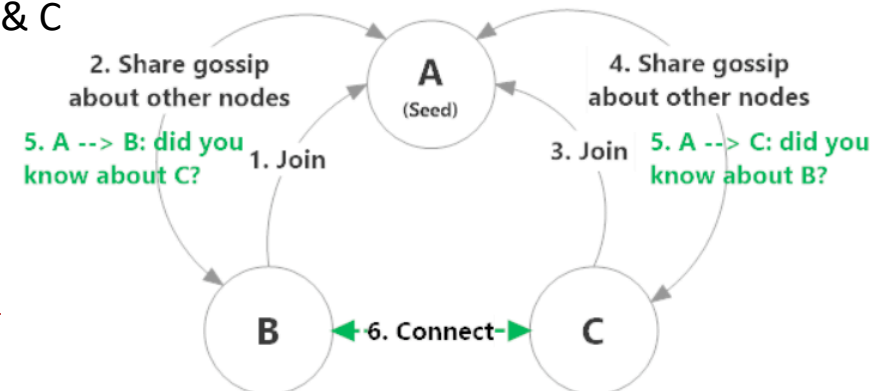 & C
2. Share gossip
about other nodes
A
(Seed)
4. Share gossip
about other nodes
5. A --> B: did you
know about C?
1. Join
3. Join
5. A --> C: did you
know about B?
B
6. Connect
C